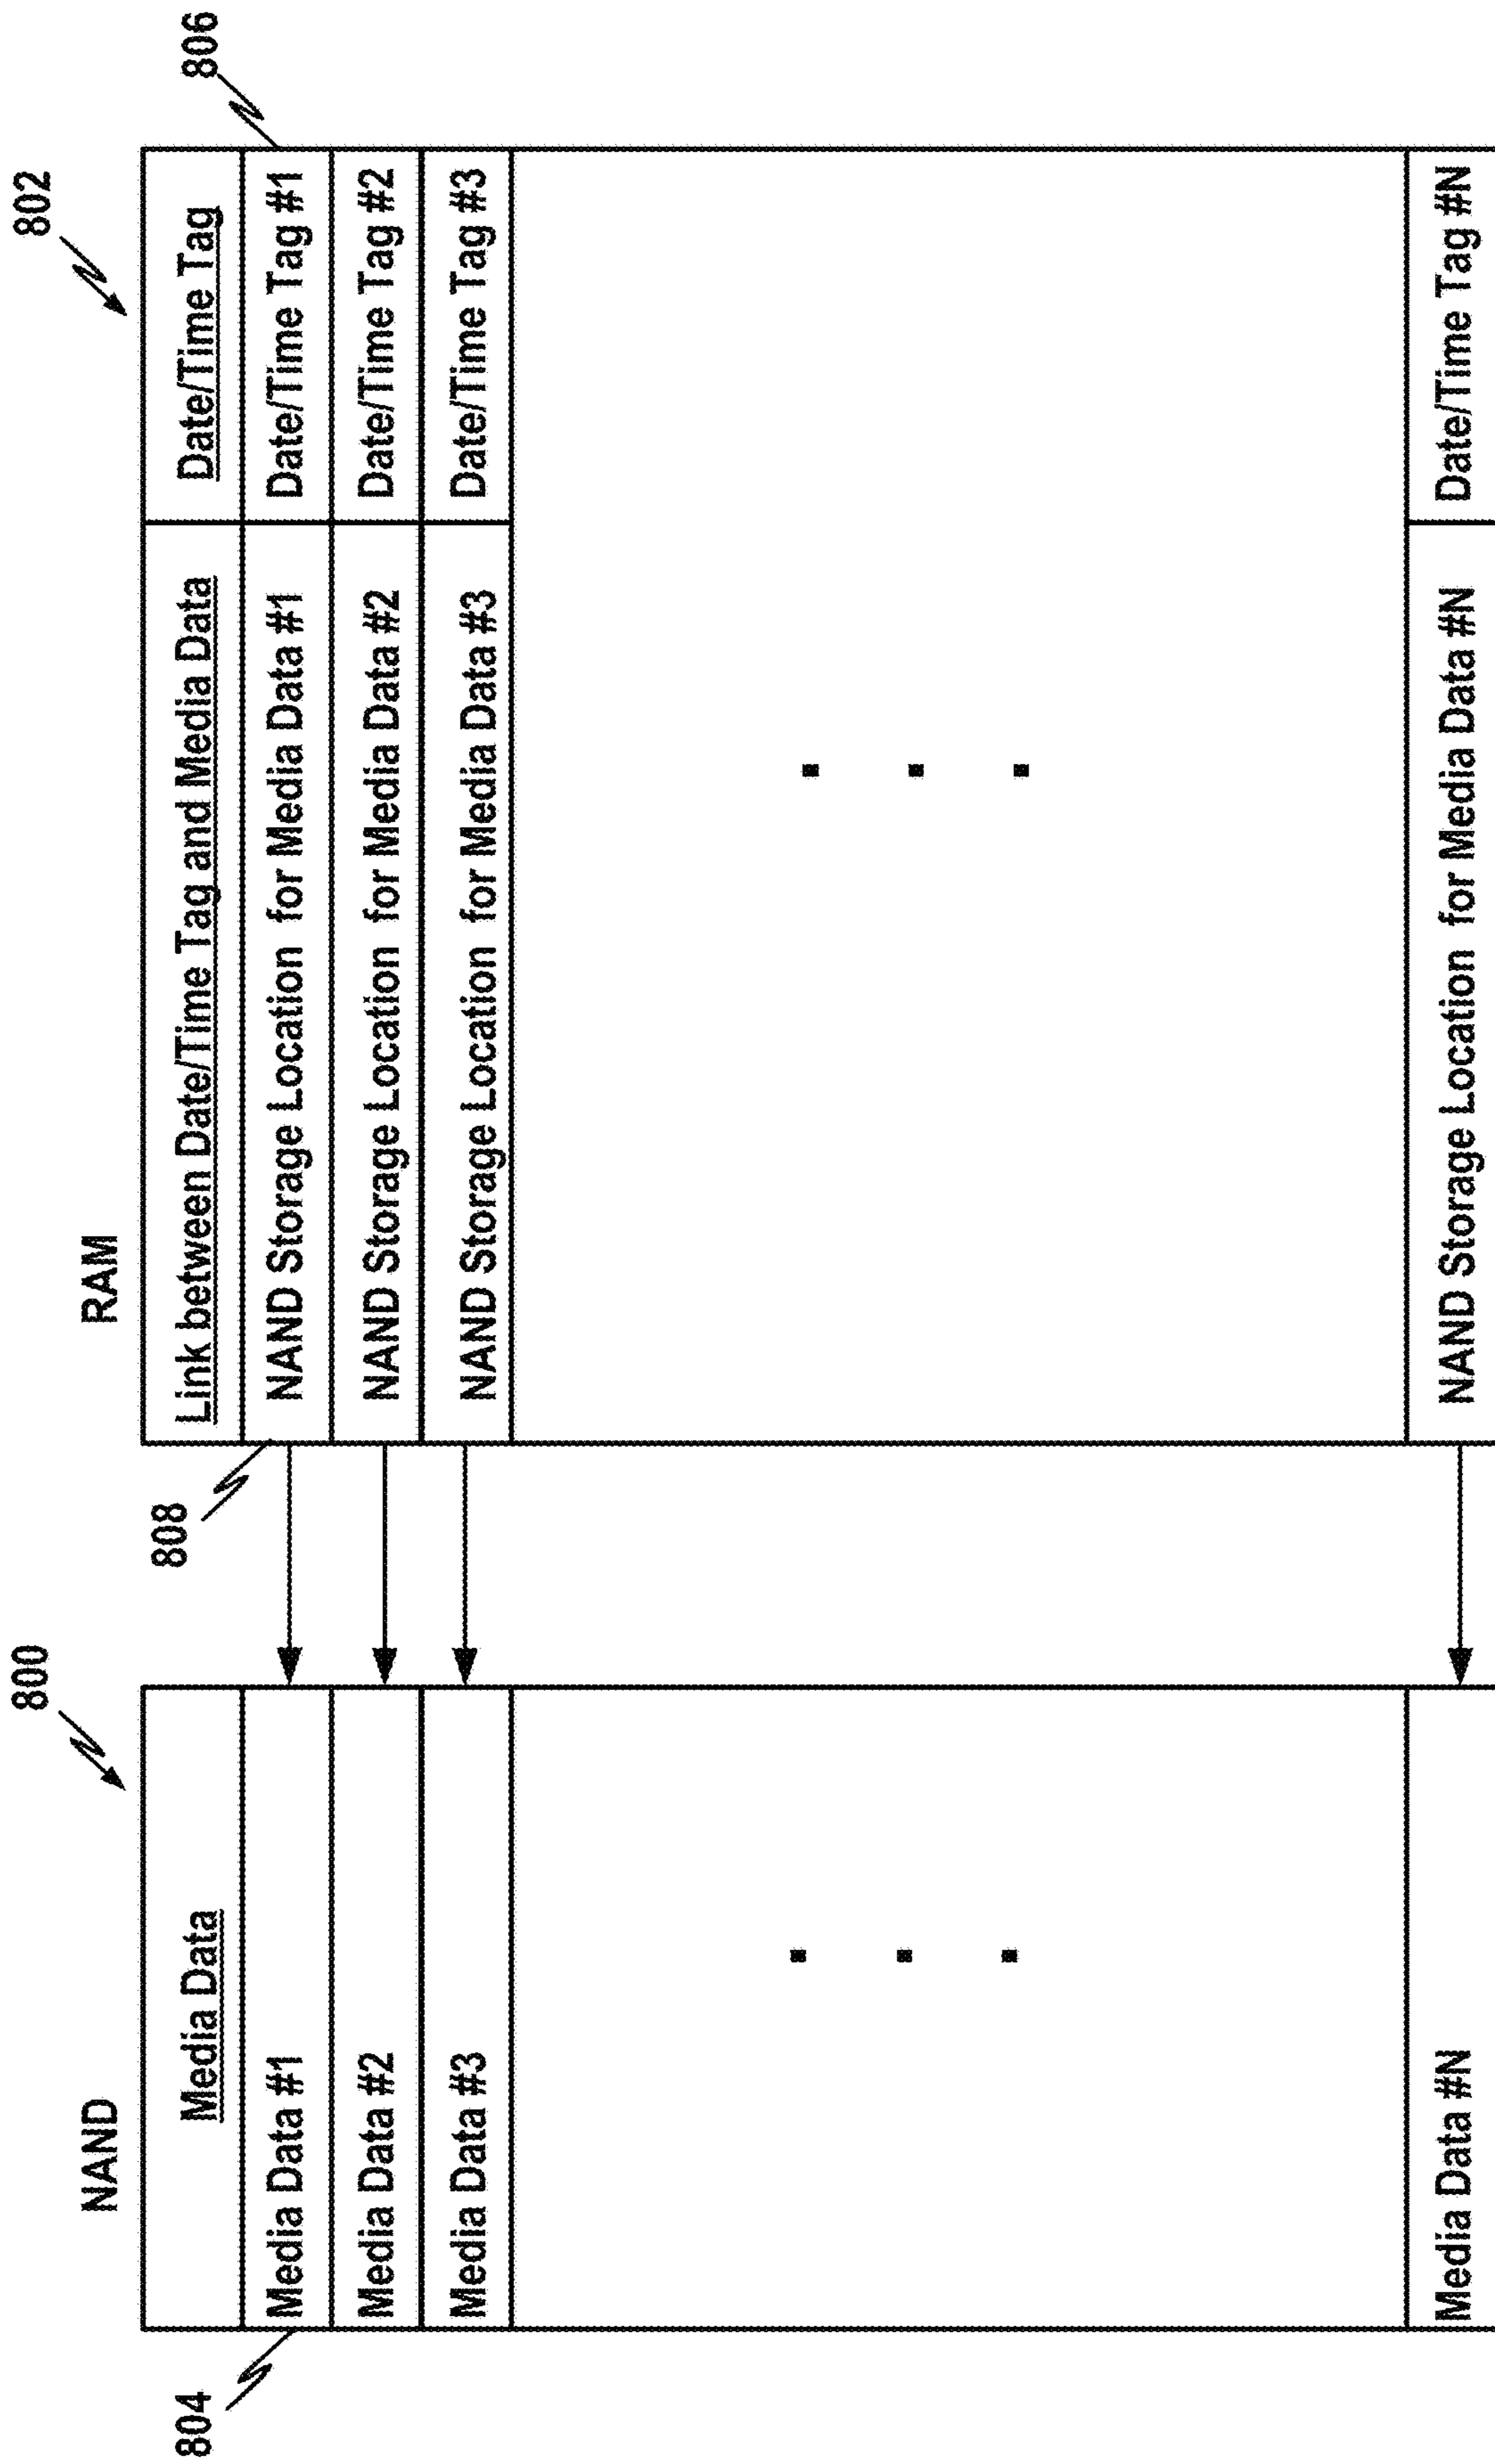 NAND
800
Media Data
804
Media Data #1
Media Data #2
Media Data #3
Media Data #N
RAM
802
Link between Date/Time Tag and Media Data
Date/Time Tag
808
806
NAND Storage Location for Media Data #1
Date/Time Tag #1
NAND Storage Location for Media Data #2
Date/Time Tag #2
NAND Storage Location for Media Data #3
Date/Time Tag #3
NAND Storage Location for Media Data #N
Date/Time Tag #N